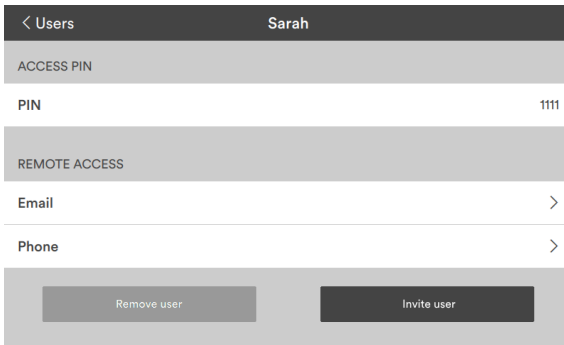 Users Sarah
ACCESS PIN
PIN 1111
REMOTE ACCESS
Email
Phone
Remove user Invite user